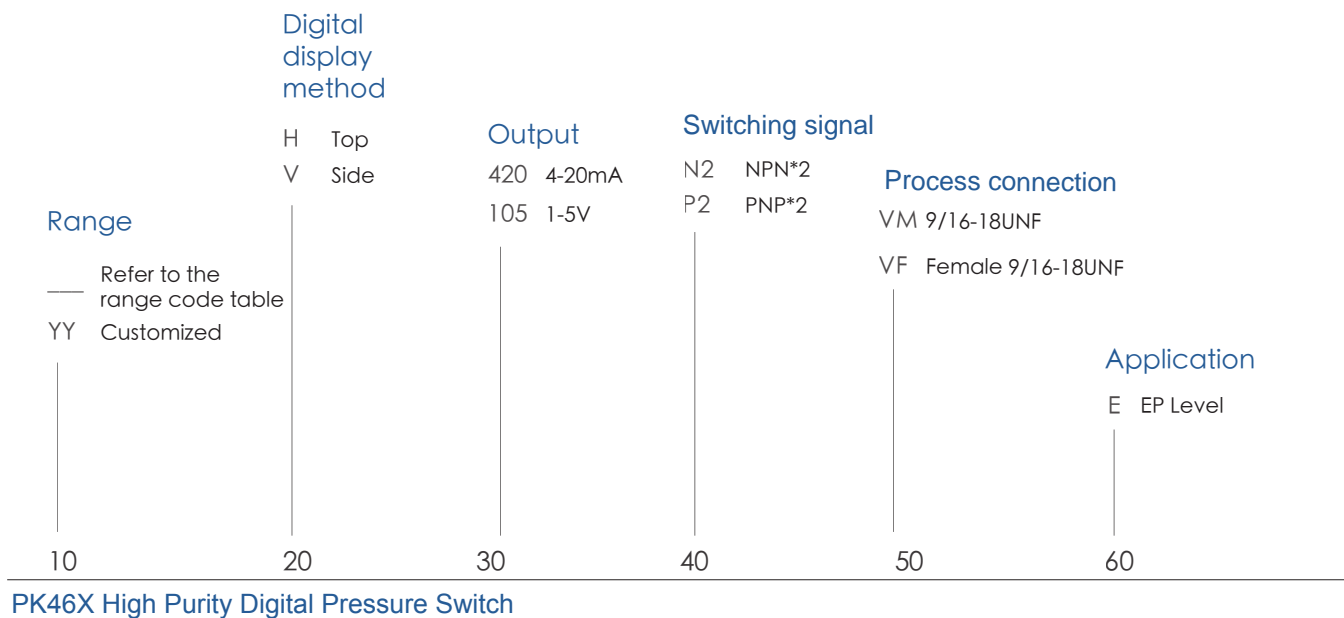 Digital
display
method
H Top
V Side
Output
420 4-20mA
105 1-5V
Switching signal
N2 NPN*2
P2 PNP*2
Process connection
VM 9/16-18UNF
VF Female 9/16-18UNF
Range
___ Refer to the
range code table
YY Customized
Application
E EP Level
10 20 30 40 50 60
PK46X High Purity Digital Pressure Switch